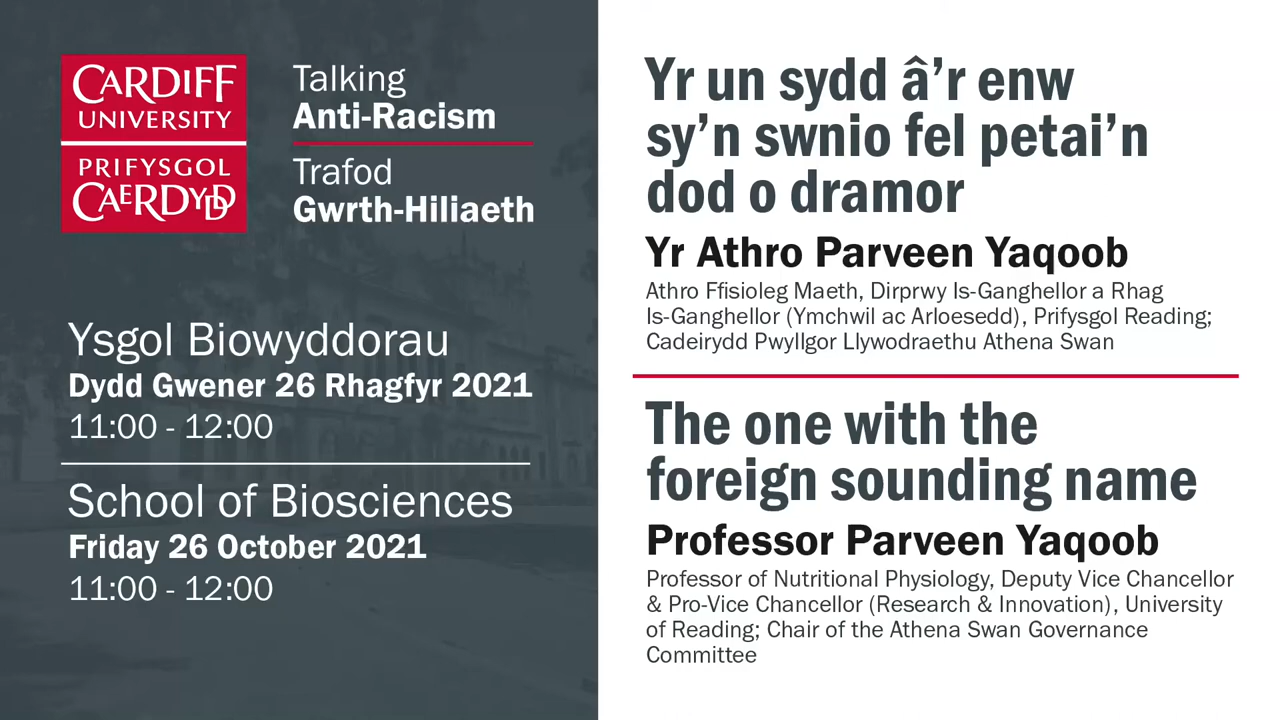 CARDIFF
UNIVERSITY
PRIFYSGOL
CAERDYDD
Talking
Anti-Racism
Trafod
Gwrth-Hiliaeth
Ysgol Biowyddorau
Dydd Gwener 26 Rhagfyr 2021
11:00 - 12:00
School of Biosciences
Friday 26 October 2021
11:00 - 12:00
Yr un sydd â’r enw
sy’n swnio fel petai’n
dod o dramor
Yr Athro Parveen Yaqoob
Athro Ffisioleg Maeth, Dirprwy Is-Ganghellor a Rhag
Is-Ganghellor (Ymchwil ac Arloesedd), Prifysgol Reading;
Cadeirydd Pwyllgor Llywodraethu Athena Swan
The one with the
foreign sounding name
Professor Parveen Yaqoob
Professor of Nutritional Physiology, Deputy Vice Chancellor
& Pro-Vice Chancellor (Research & Innovation), University
of Reading; Chair of the Athena Swan Governance
Committee